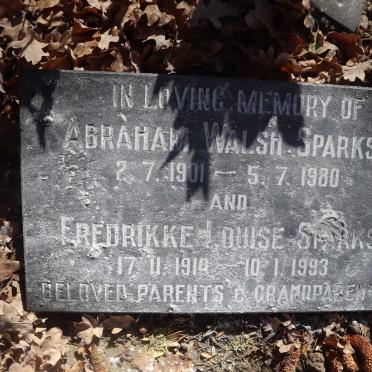 IN LOVING MEMORY OF
ABRAHAM WALSH SPARKS
2.7.1901 — 5.7.1980
AND
FREDRIKKE LOUISE SPARKS
17.11.1914 10.1.1993
BELOVED PARENTS & GRANDPAREN